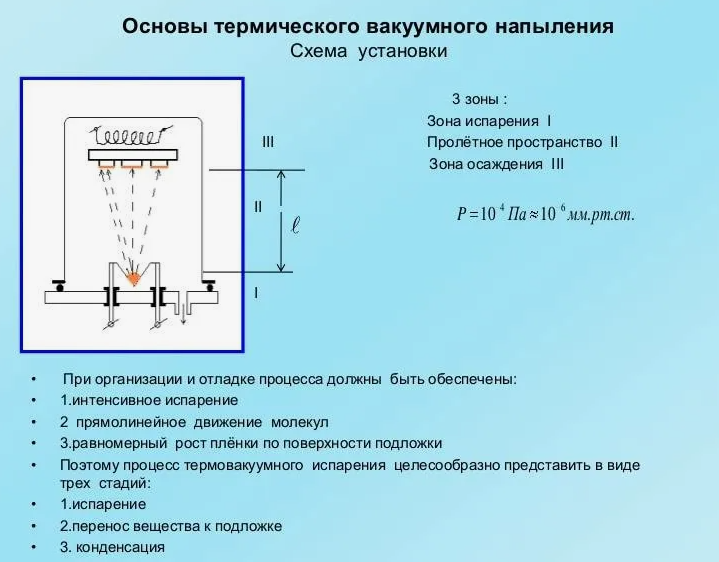 Основы термического вакуумного напыления
Схема установки
3 зоны :
Зона испарения I
Пролётное пространство II
Зона осаждения III
P = 10 4 Па ≈ 10 6 мм.рт.ст.
III
II
ℓ
I
• При организации и отладке процесса должны быть обеспечены:
• 1.интенсивное испарение
• 2 прямолинейное движение молекул
• 3.равномерный рост плёнки по поверхности подложки
• Поэтому процесс термовакуумного испарения целесообразно представить в виде
трех стадий:
• 1.испарение
• 2.перенос вещества к подложке
• 3. конденсация